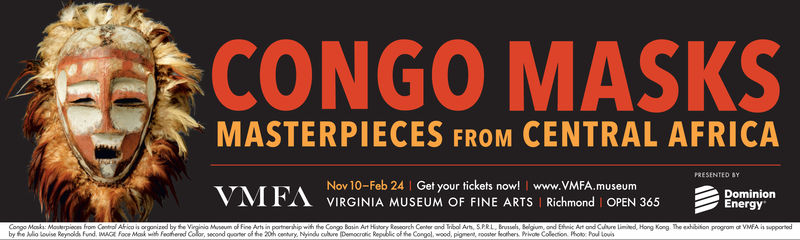 CONGO MASKS
MASTERPIECES FROM CENTRAL AFRICA
VMFA
Nov 10–Feb 24 | Get your tickets now! | www.VMFA.museum
VIRGINIA MUSEUM OF FINE ARTS | Richmond | OPEN 365
PRESENTED BY
Dominion
Energy®
Congo Masks: Masterpieces from Central Africa is organized by the Virginia Museum of Fine Arts in partnership with the Congo Basin Art History Research Center and Tribal Arts, S.P.R.L., Brussels, Belgium, and Ethnic Art and Culture Limited, Hong Kong. The exhibition program at VMFA is supported
by the Julia Louise Reynolds Fund. IMAGE Face Mask with Feathered Collar, second quarter of the 20th century, Nyindu culture (Democratic Republic of the Congo), wood, pigment, rooster feathers. Private Collection. Photo: Paul Louis